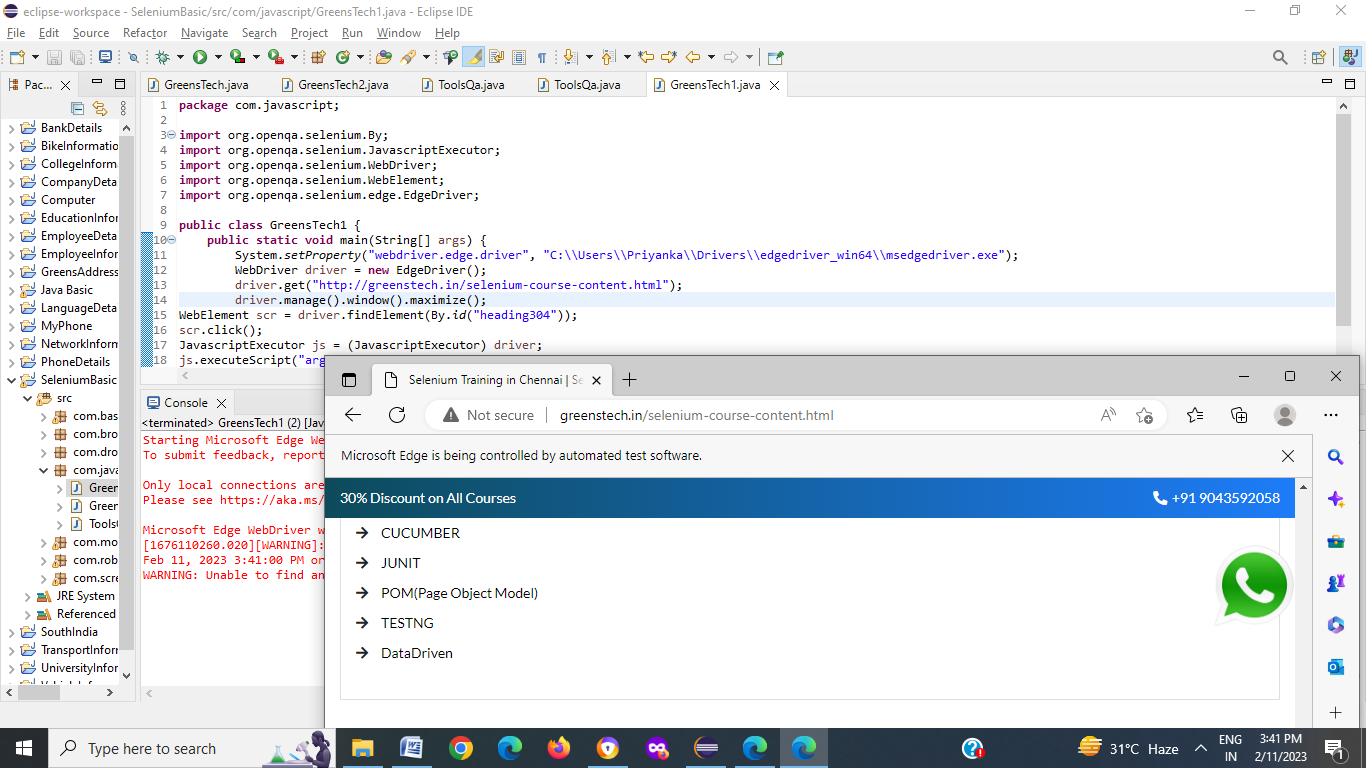 eclipse-workspace - SeleniumBasic/src/com/javascript/GreensTech1.java - Eclipse IDE
File Edit Source Refactor Navigate Search Project Run Window Help
Pac...
GreensTech.java GreensTech2.java ToolsQa.java ToolsQa.java GreensTech1.java
BankDetails
BikeInformatio
CollegeInform
CompanyDeta
Computer
EducationInfor
EmployeeDeta
EmployeeInfor
GreensAddress
Java Basic
LanguageDeta
MyPhone
NetworkInform
PhoneDetails
SeleniumBasic
src
com.bas
com.bro
com.dro
com.java
Green
Green
Tools
com.mo
com.rob
com.scre
JRE System
Referenced
SouthIndia
TransportInforr
UniversityInfor
1 package com.javascript;
2
3 import org.openqa.selenium.By;
4 import org.openqa.selenium.JavascriptExecutor;
5 import org.openqa.selenium.WebDriver;
6 import org.openqa.selenium.WebElement;
7 import org.openqa.selenium.edge.EdgeDriver;
8
9 public class GreensTech1 {
10 public static void main(String[] args) {
11 System.setProperty("webdriver.edge.driver", "C:\\Users\\Priyanka\\Drivers\\edgedriver_win64\\msedgedriver.exe");
12 WebDriver driver = new EdgeDriver();
13 driver.get("http://greenstech.in/selenium-course-content.html");
14 driver.manage().window().maximize();
15 WebElement scr = driver.findElement(By.id("heading304"));
16 scr.click();
17 JavascriptExecutor js = (JavascriptExecutor) driver;
18 js.executeScript("arg
Console
<terminated> GreensTech1 (2) [Jav
Starting Microsoft Edge We
To submit feedback, report
Only local connections are
Please see https://aka.ms/
Microsoft Edge WebDriver w
[1676110260.020][WARNING]:
Feb 11, 2023 3:41:00 PM or
WARNING: Unable to find an
Selenium Training in Chennai | Se
Not secure greenstech.in/selenium-course-content.html
Microsoft Edge is being controlled by automated test software.
30% Discount on All Courses +91 9043592058
CUCUMBER
JUNIT
POM(Page Object Model)
TESTNG
DataDriven
Type here to search
31°C Haze
ENG
IN
3:41 PM
2/11/2023
1